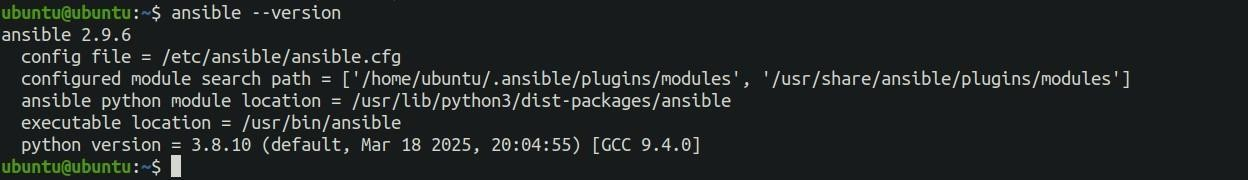 ubuntu@ubuntu:~$ ansible --version
ansible 2.9.6
  config file = /etc/ansible/ansible.cfg
  configured module search path = ['/home/ubuntu/.ansible/plugins/modules', '/usr/share/ansible/plugins/modules']
  ansible python module location = /usr/lib/python3/dist-packages/ansible
  executable location = /usr/bin/ansible
  python version = 3.8.10 (default, Mar 18 2025, 20:04:55) [GCC 9.4.0]
ubuntu@ubuntu:~$